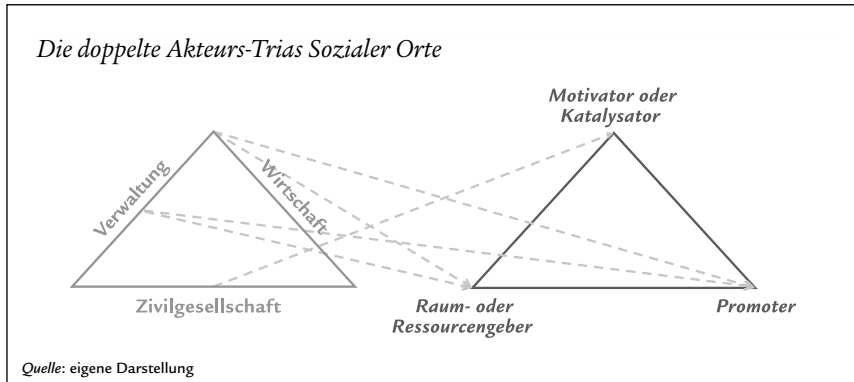 Die doppelte Akteurs-Trias Sozialer Orte
Motivator oder
Katalysator
Verwaltung
Wirtschaft
Zivilgesellschaft
Raum- oder
Ressourcengeber
Promoter
Quelle: eigene Darstellung